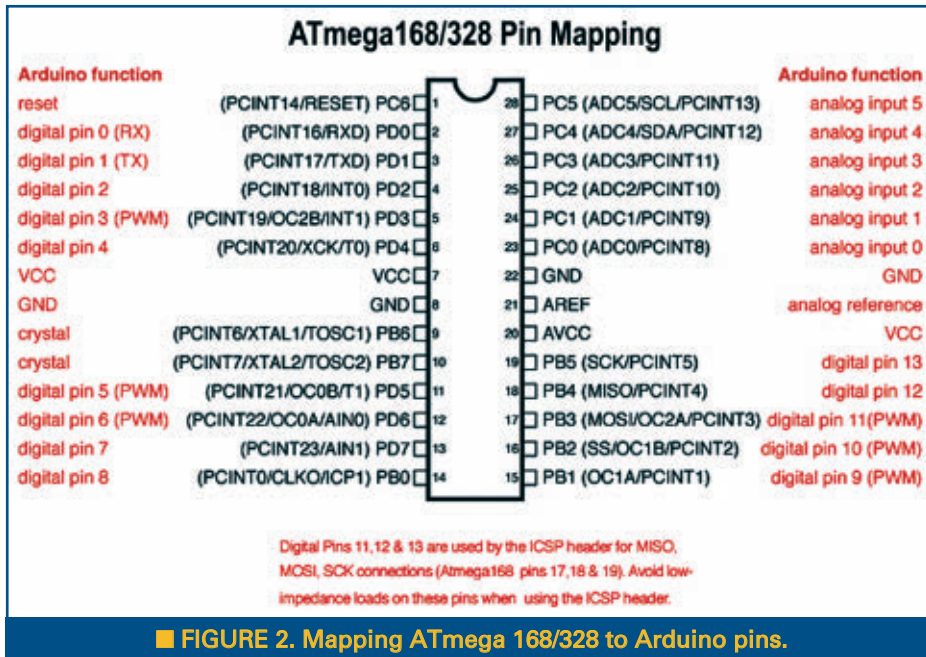 ATmega168/328 Pin Mapping
Arduino function
Arduino function
reset (PCINT14/RESET) PC6 1 28 PC5 (ADC5/SCL/PCINT13) analog input 5
digital pin 0 (RX) (PCINT16/RXD) PD0 2 27 PC4 (ADC4/SDA/PCINT12) analog input 4
digital pin 1 (TX) (PCINT17/TXD) PD1 3 26 PC3 (ADC3/PCINT11) analog input 3
digital pin 2 (PCINT18/INT0) PD2 4 25 PC2 (ADC2/PCINT10) analog input 2
digital pin 3 (PWM) (PCINT19/OC2B/INT1) PD3 5 24 PC1 (ADC1/PCINT9) analog input 1
digital pin 4 (PCINT20/XCK/T0) PD4 6 23 PC0 (ADC0/PCINT8) analog input 0
VCC VCC 7 22 GND GND
GND GND 8 21 AREF analog reference
crystal (PCINT6/XTAL1/TOSC1) PB6 9 20 AVCC VCC
crystal (PCINT7/XTAL2/TOSC2) PB7 10 19 PB5 (SCK/PCINT5) digital pin 13
digital pin 5 (PWM) (PCINT21/OC0B/T1) PD5 11 18 PB4 (MISO/PCINT4) digital pin 12
digital pin 6 (PWM) (PCINT22/OC0A/AIN0) PD6 12 17 PB3 (MOSI/OC2A/PCINT3) digital pin 11(PWM)
digital pin 7 (PCINT23/AIN1) PD7 13 16 PB2 (SS/OC1B/PCINT2) digital pin 10 (PWM)
digital pin 8 (PCINT0/CLKO/ICP1) PB0 14 15 PB1 (OC1A/PCINT1) digital pin 9 (PWM)
Digital Pins 11,12 & 13 are used by the ICSP header for MISO,
MOSI, SCK connections (Atmega168 pins 17,18 & 19). Avoid low-
impedance loads on these pins when using the ICSP header.
FIGURE 2. Mapping ATmega 168/328 to Arduino pins.